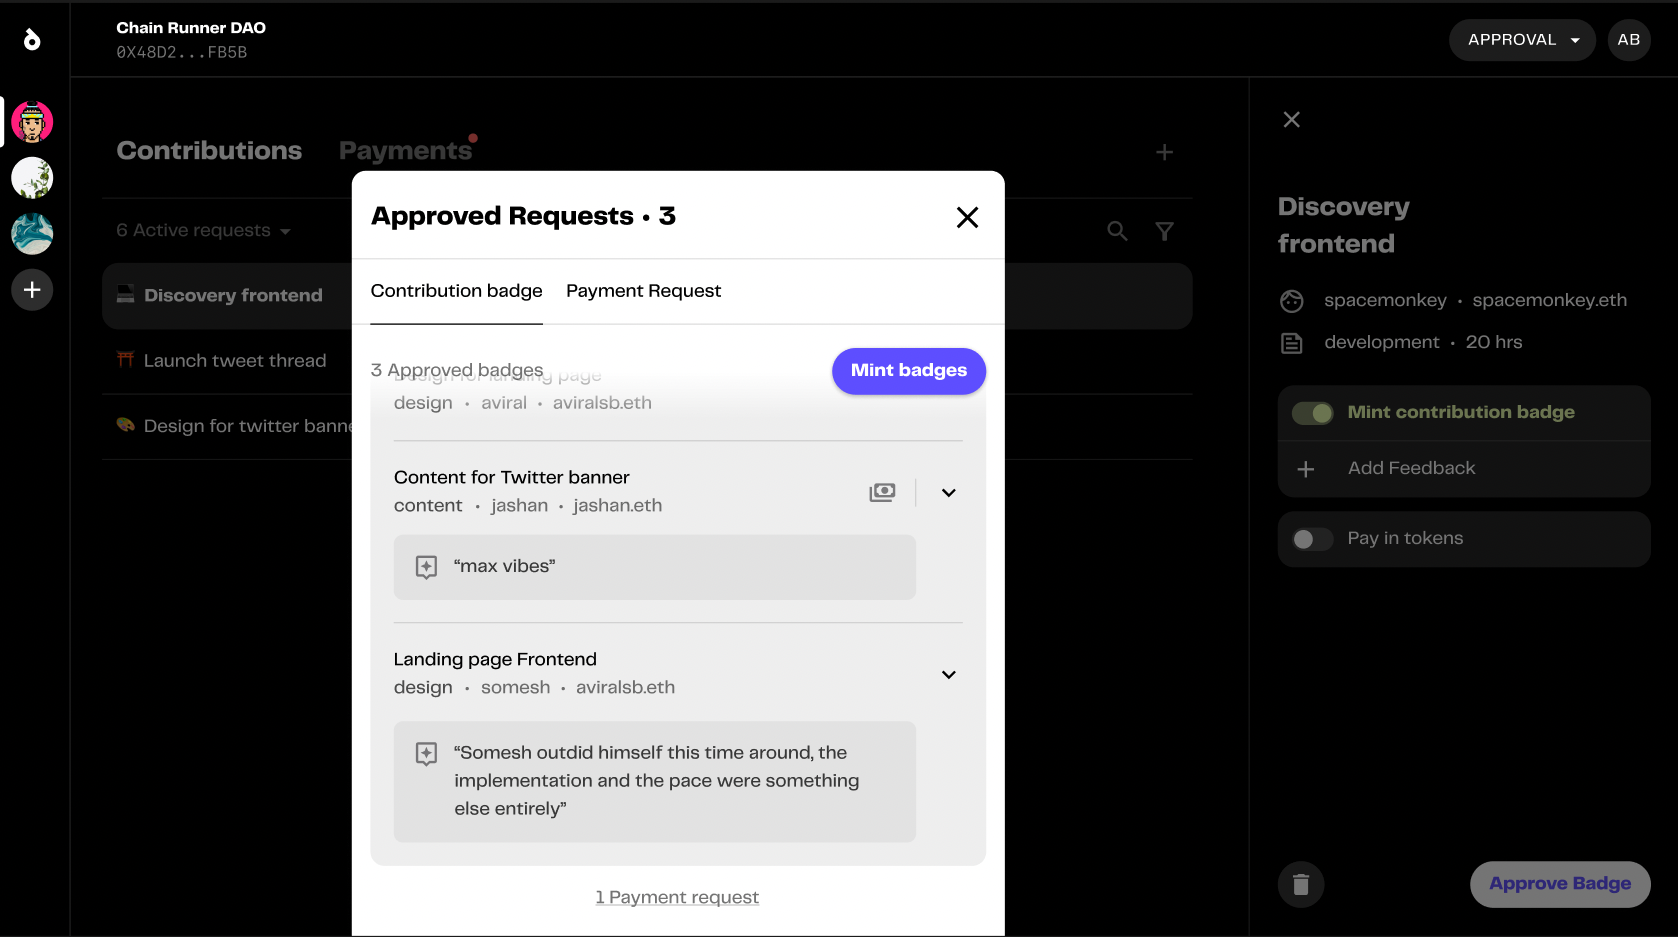 Chain Runner DAO
0X48D2...FB5B
APPROVAL
AB
Contributions
Payments
6 Active requests
Discovery frontend
Launch tweet thread
Design for twitter banne
Approved Requests • 3
Contribution badge
Payment Request
3 Approved badges
Mint badges
Design for landing page
design • aviral • aviralsb.eth
Content for Twitter banner
content • jashan • jashan.eth
“max vibes”
Landing page Frontend
design • somesh • aviralsb.eth
“Somesh outdid himself this time around, the
implementation and the pace were something
else entirely”
1 Payment request
Discovery
frontend
spacemonkey • spacemonkey.eth
development • 20 hrs
Mint contribution badge
Add Feedback
Pay in tokens
Approve Badge